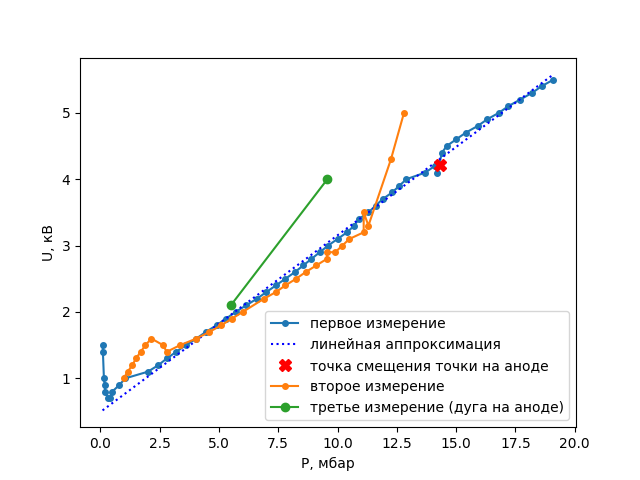 5
4
3
2
1
U, кВ
0.0 2.5 5.0 7.5 10.0 12.5 15.0 17.5 20.0
P, мбар
первое измерение
линейная аппроксимация
точка смещения точки на аноде
второе измерение
третье измерение (дуга на аноде)